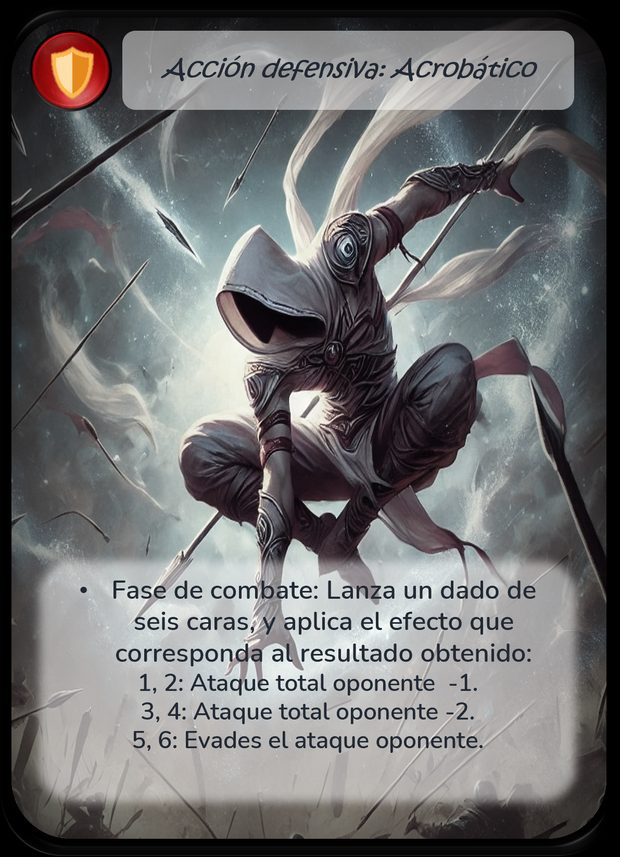 Acción defensiva: Acrobático
• Fase de combate: Lanza un dado de
seis caras, y aplica el efecto que
corresponda al resultado obtenido:
1, 2: Ataque total oponente -1.
3, 4: Ataque total oponente -2.
5, 6: Evades el ataque oponente.